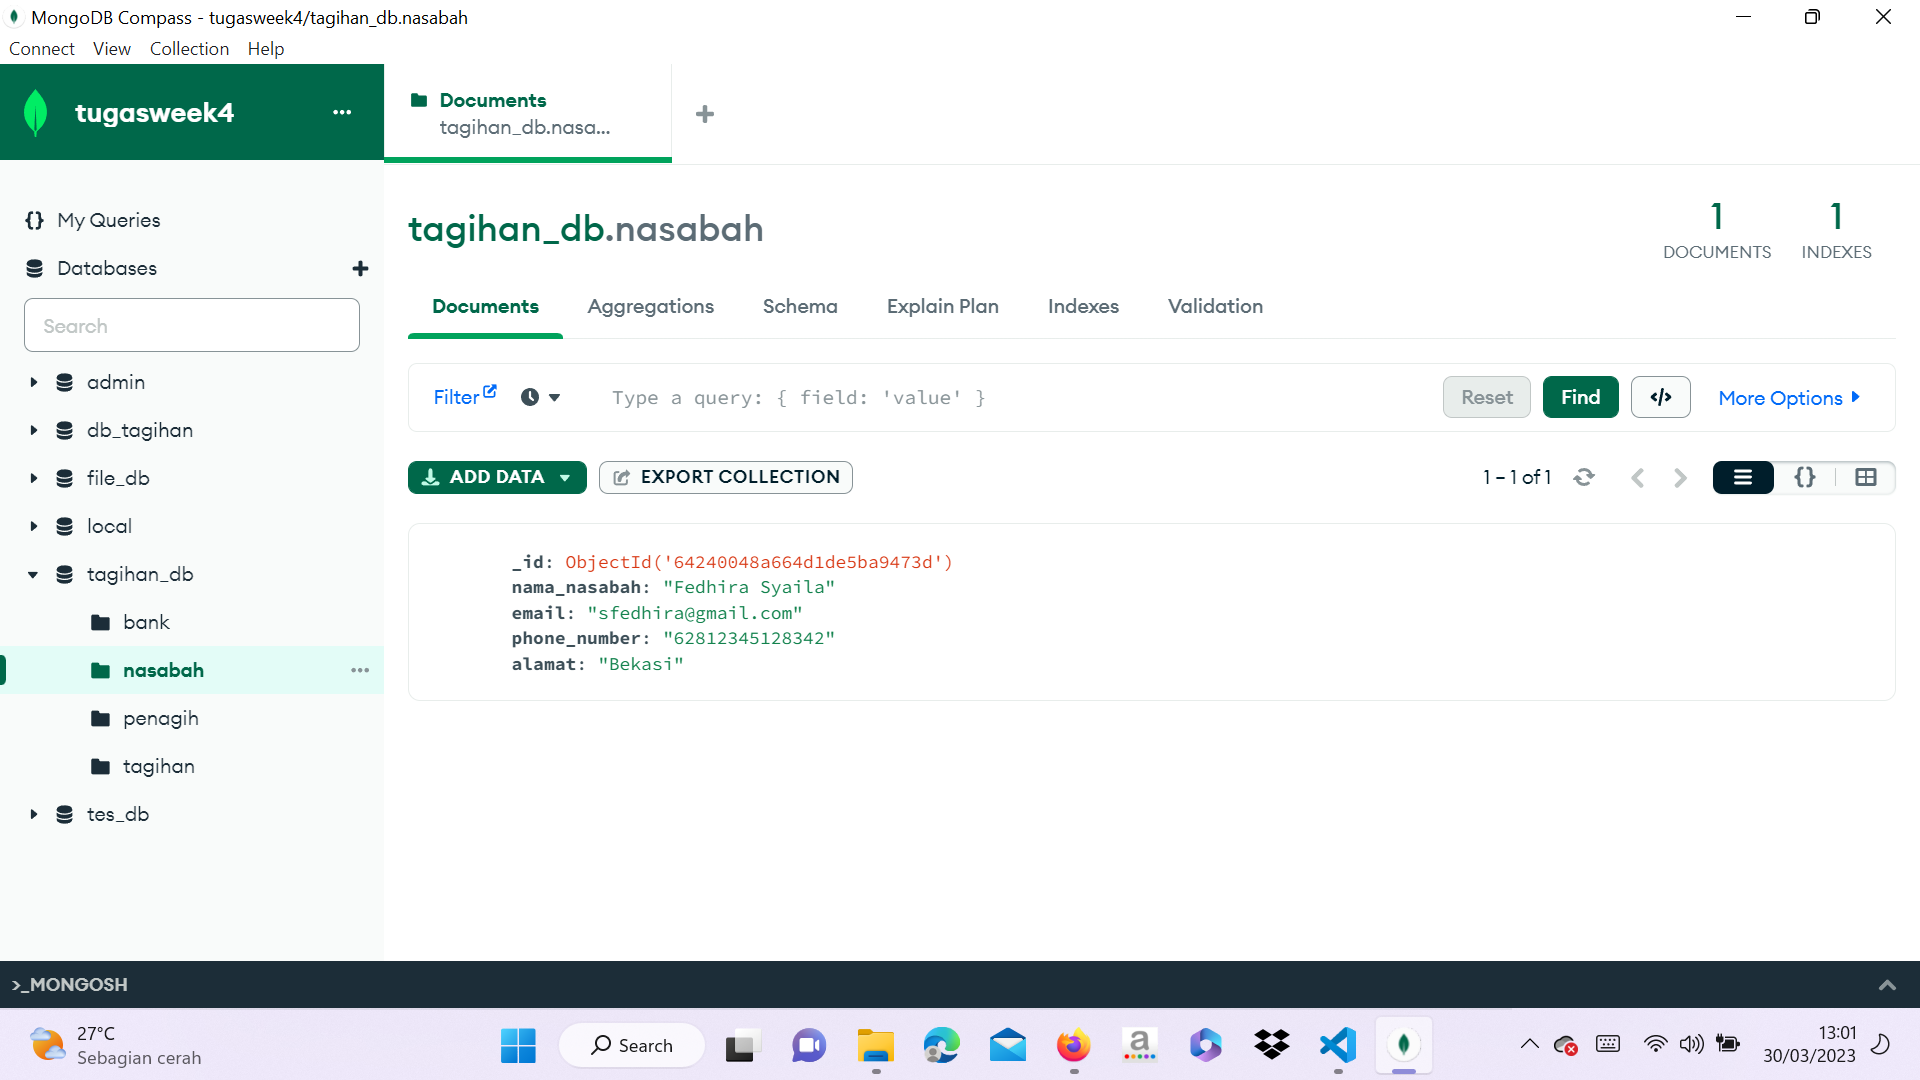 MongoDB Compass - tugasweek4/tagihan_db.nasabah
Connect View Collection Help
tugasweek4
Documents
tagihan_db.nasa...
My Queries
Databases
Search
admin
db_tagihan
file_db
local
tagihan_db
bank
nasabah
penagih
tagihan
tes_db
tagihan_db.nasabah
1
DOCUMENTS
1
INDEXES
Documents Aggregations Schema Explain Plan Indexes Validation
Filter Type a query: { field: 'value' } Reset Find </> More Options
ADD DATA EXPORT COLLECTION 1 – 1 of 1 {}
_id: ObjectId('64240048a664d1de5ba9473d')
nama_nasabah: "Fedhira Syaila"
email: "sfedhira@gmail.com"
phone_number: "62812345128342"
alamat: "Bekasi"
>_MONGOSH
27°C
Sebagian cerah
Search
13:01
30/03/2023